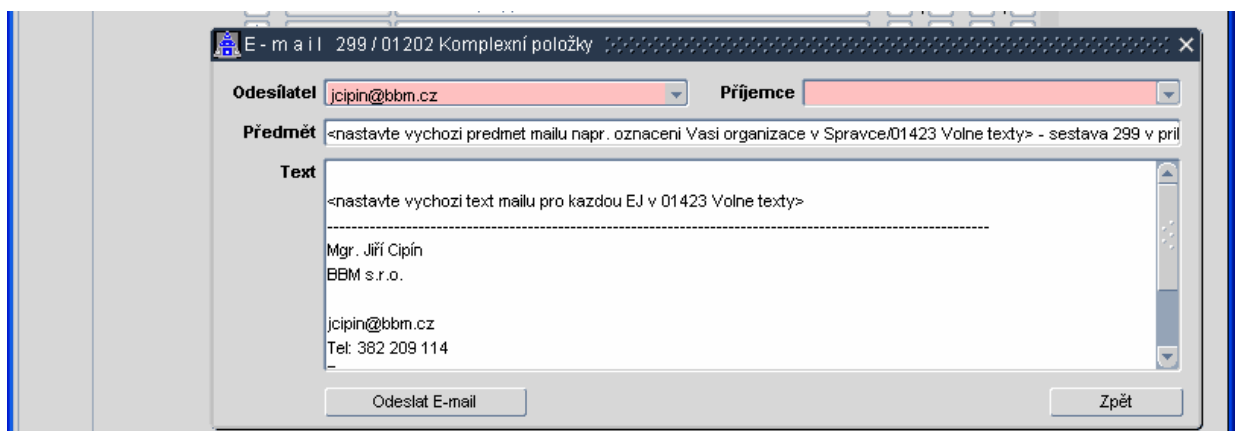 E - m a i l 299 / 01202 Komplexní položky
Odesílatel jcipin@bbm.cz Příjemce
Předmět <nastavte vychozi predmet mailu napr. oznaceni Vasi organizace v Spravce/01423 Volne texty> - sestava 299 v pril
Text
<nastavte vychozi text mailu pro kazdou EJ v 01423 Volne texty>
--------------------------------------------------------------------------------------------------------------
Mgr. Jiří Cipín
BBM s.r.o.
jcipin@bbm.cz
Tel: 382 209 114
Odeslat E-mail Zpět